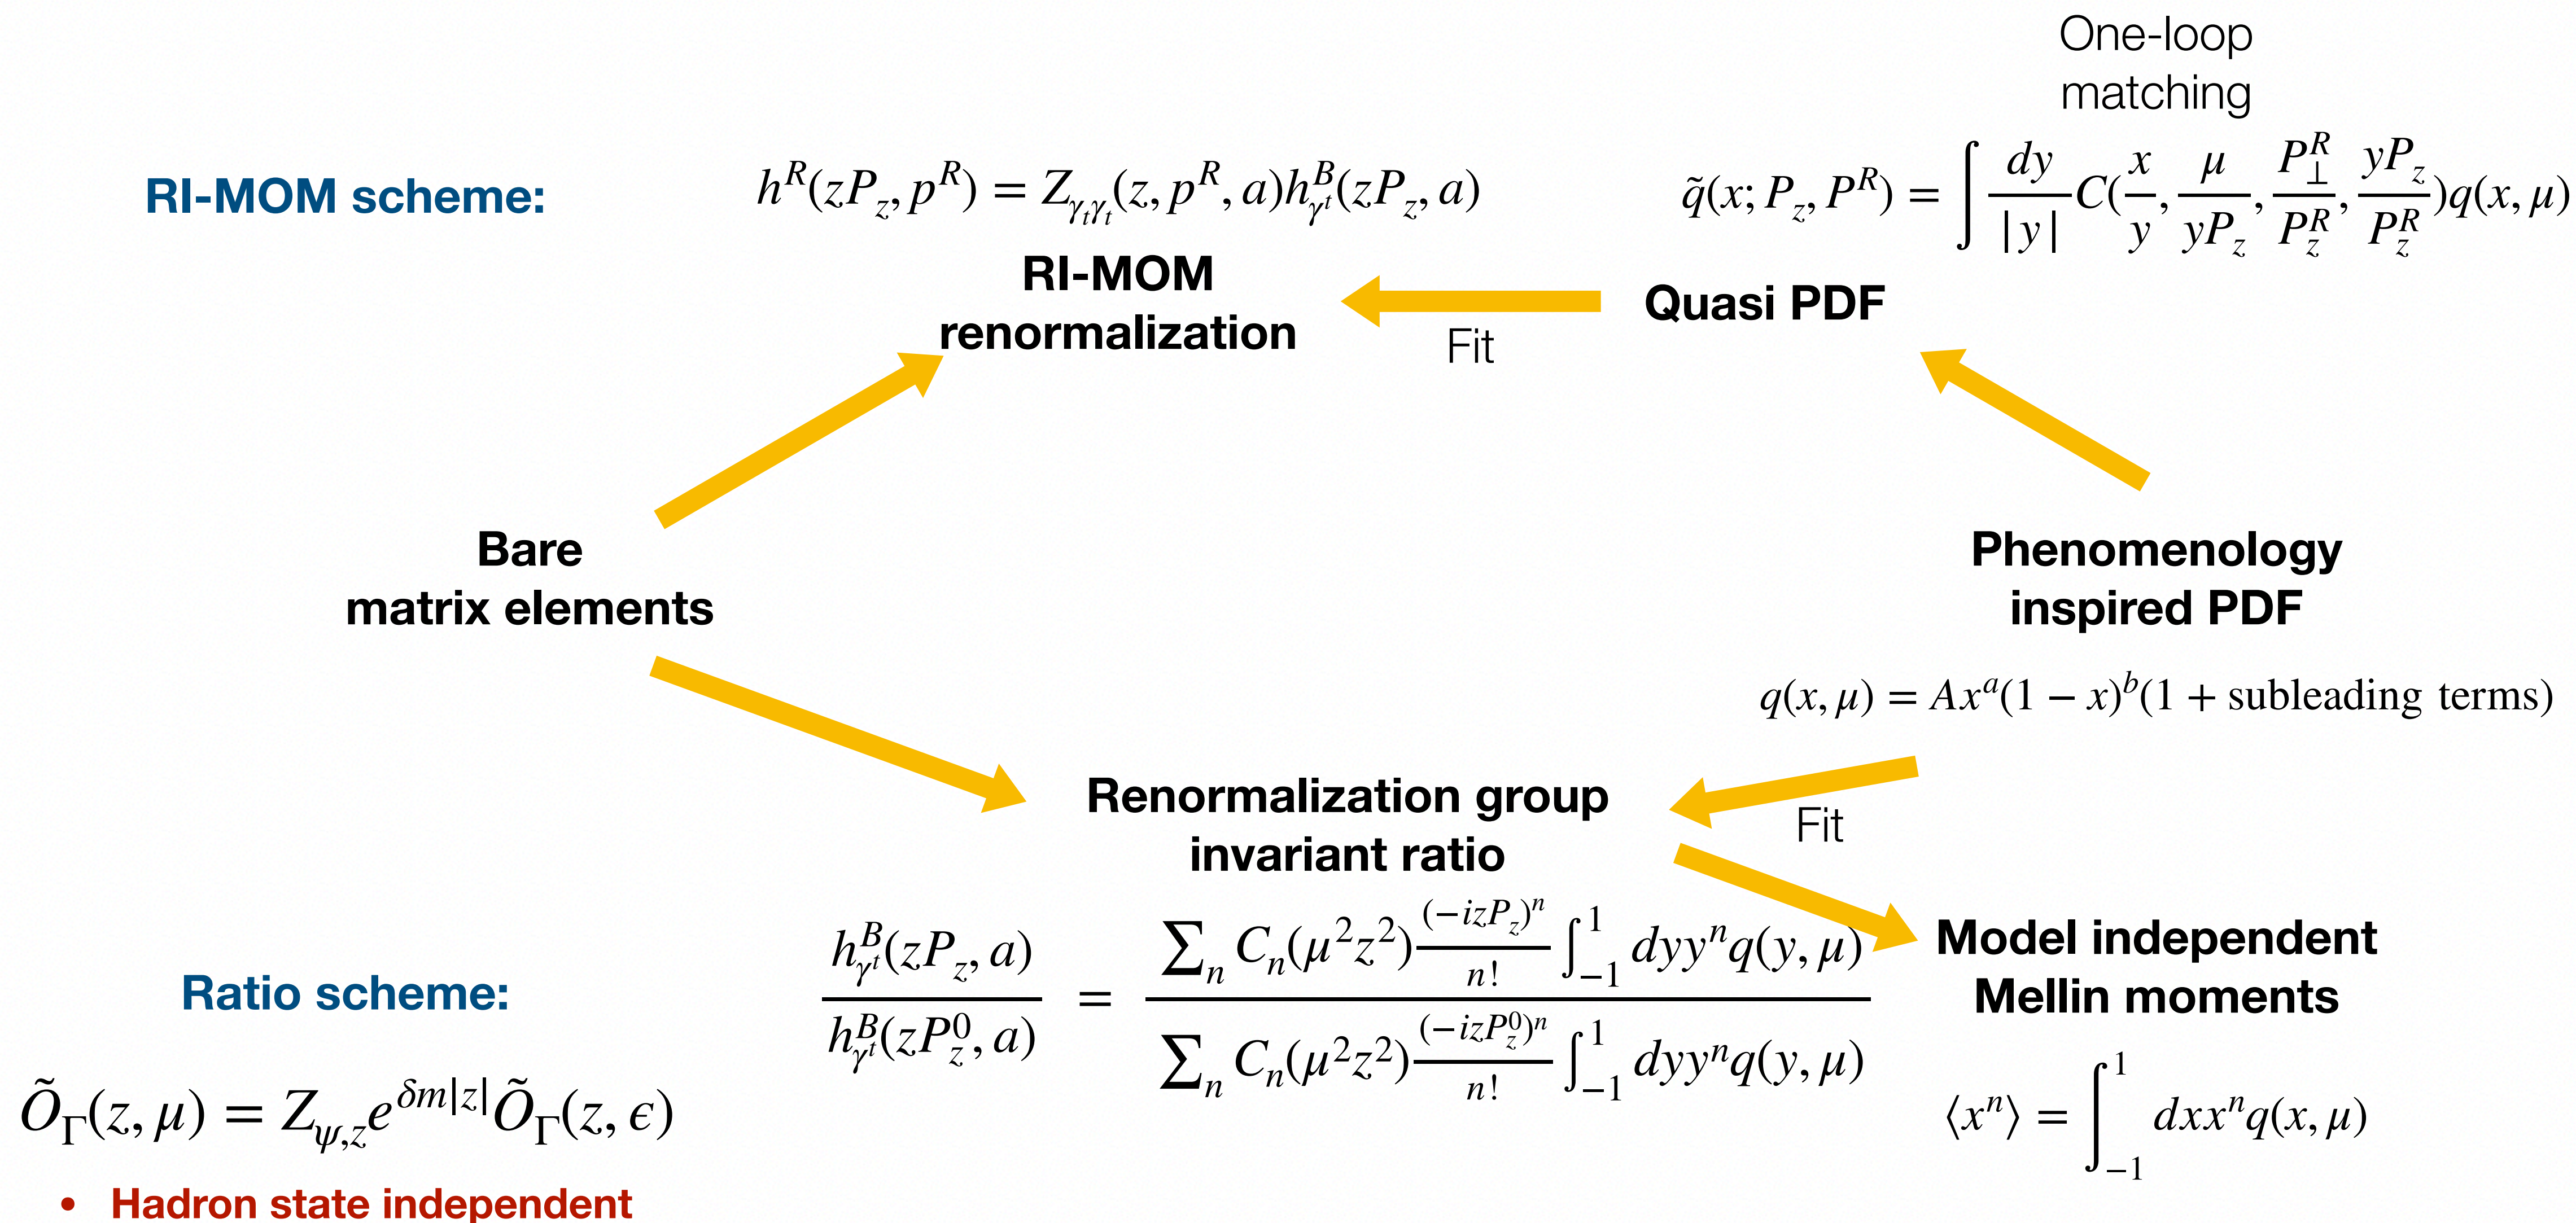 One-loop
matching
RI-MOM scheme:
h^R(zP_z, p^R) = Z_{γ_tγ_t}(z, p^R, a)h^B_{γ^t}(zP_z, a)
q̃(x; P_z, P^R) = ∫ dy/|y| C(x/y, μ/yP_z, P^R_⊥/P^R_z, yP_z/P^R_z)q(x, μ)
RI-MOM
renormalization
Fit
Quasi PDF
Bare
matrix elements
Phenomenology
inspired PDF
q(x, μ) = Ax^a(1 − x)^b(1 + subleading terms)
Renormalization group
invariant ratio
Fit
h^B_{γ^t}(zP_z, a) / h^B_{γ^t}(zP^0_z, a) = ∑_n C_n(μ²z²) (−izP_z)^n/n! ∫_{−1}^{1} dyy^n q(y, μ) / ∑_n C_n(μ²z²) (−izP^0_z)^n/n! ∫_{−1}^{1} dyy^n q(y, μ)
Model independent
Mellin moments
⟨x^n⟩ = ∫_{−1}^{1} dxx^n q(x, μ)
Ratio scheme:
Õ_Γ(z, μ) = Z_{ψ,z}e^{δm|z|}Õ_Γ(z, ϵ)
• Hadron state independent